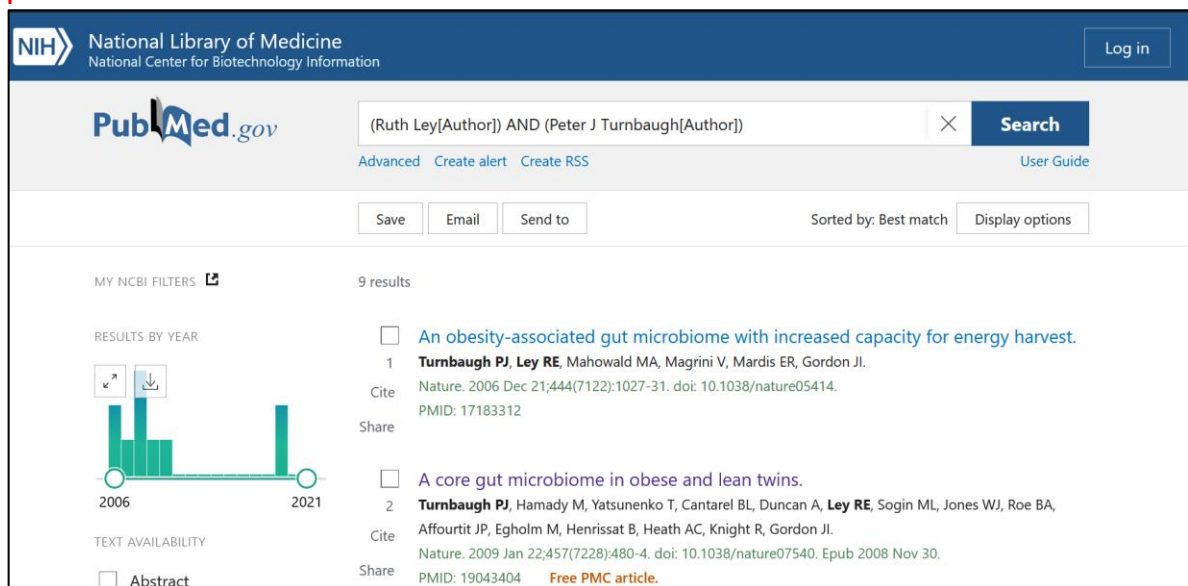 NIH
National Library of Medicine
National Center for Biotechnology Information
Log in
PubMed.gov
(Ruth Ley[Author]) AND (Peter J Turnbaugh[Author])
Search
Advanced Create alert Create RSS
User Guide
Save Email Send to
Sorted by: Best match Display options
MY NCBI FILTERS
9 results
RESULTS BY YEAR
2006 2021
TEXT AVAILABILITY
Abstract
An obesity-associated gut microbiome with increased capacity for energy harvest.
1 Turnbaugh PJ, Ley RE, Mahowald MA, Magrini V, Mardis ER, Gordon JI.
Cite Nature. 2006 Dec 21;444(7122):1027-31. doi: 10.1038/nature05414.
PMID: 17183312
Share
A core gut microbiome in obese and lean twins.
2 Turnbaugh PJ, Hamady M, Yatsunenko T, Cantarel BL, Duncan A, Ley RE, Sogin ML, Jones WJ, Roe BA,
Affourtit JP, Egholm M, Henrissat B, Heath AC, Knight R, Gordon JI.
Cite Nature. 2009 Jan 22;457(7228):480-4. doi: 10.1038/nature07540. Epub 2008 Nov 30.
Share PMID: 19043404 Free PMC article.